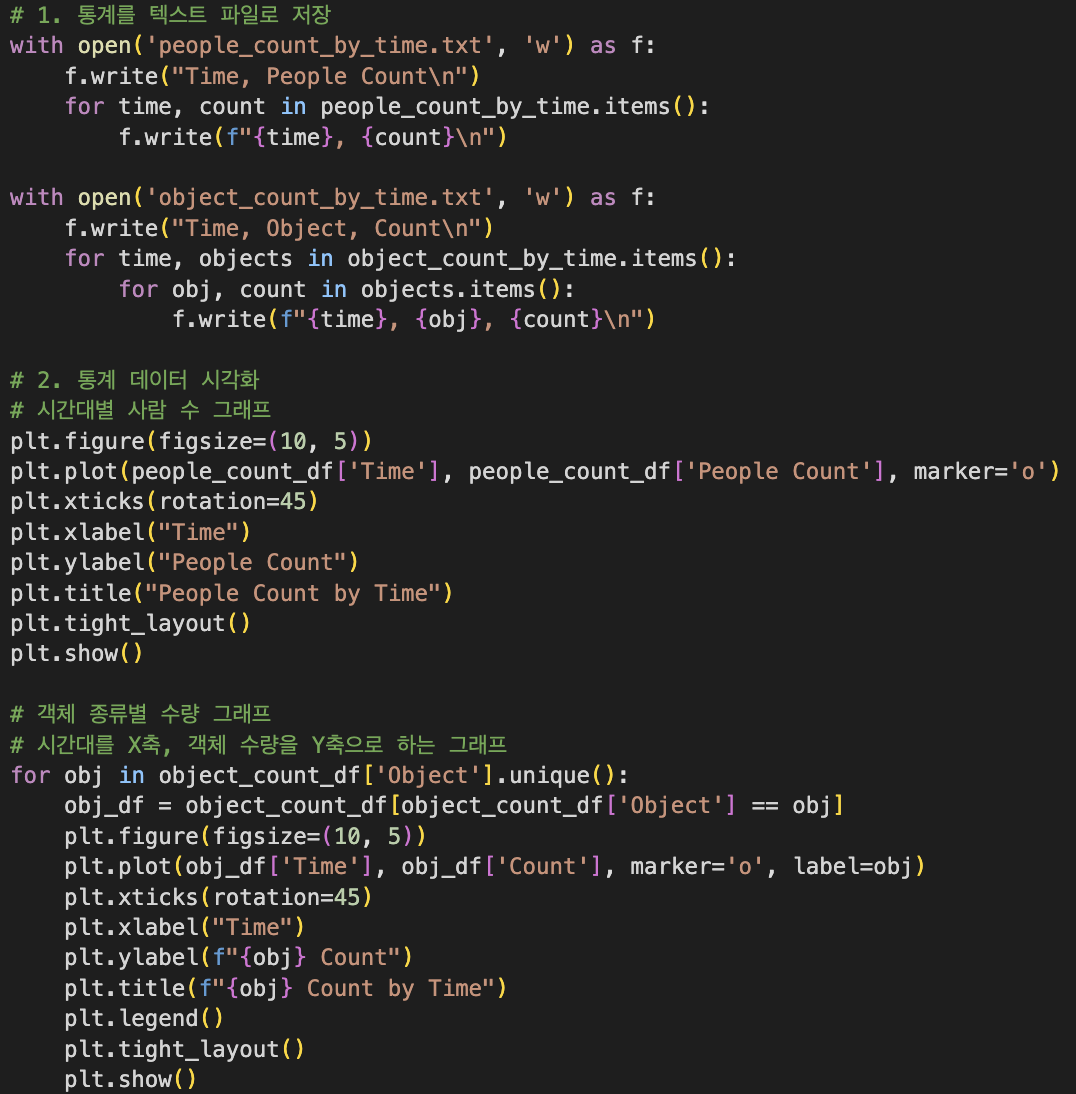 # 1. 통계를 텍스트 파일로 저장
with open('people_count_by_time.txt', 'w') as f:
    f.write("Time, People Count\n")
    for time, count in people_count_by_time.items():
        f.write(f"{time}, {count}\n")

with open('object_count_by_time.txt', 'w') as f:
    f.write("Time, Object, Count\n")
    for time, objects in object_count_by_time.items():
        for obj, count in objects.items():
            f.write(f"{time}, {obj}, {count}\n")

# 2. 통계 데이터 시각화
# 시간대별 사람 수 그래프
plt.figure(figsize=(10, 5))
plt.plot(people_count_df['Time'], people_count_df['People Count'], marker='o')
plt.xticks(rotation=45)
plt.xlabel("Time")
plt.ylabel("People Count")
plt.title("People Count by Time")
plt.tight_layout()
plt.show()

# 객체 종류별 수량 그래프
# 시간대를 X축, 객체 수량을 Y축으로 하는 그래프
for obj in object_count_df['Object'].unique():
    obj_df = object_count_df[object_count_df['Object'] == obj]
    plt.figure(figsize=(10, 5))
    plt.plot(obj_df['Time'], obj_df['Count'], marker='o', label=obj)
    plt.xticks(rotation=45)
    plt.xlabel("Time")
    plt.ylabel(f"{obj} Count")
    plt.title(f"{obj} Count by Time")
    plt.legend()
    plt.tight_layout()
    plt.show()